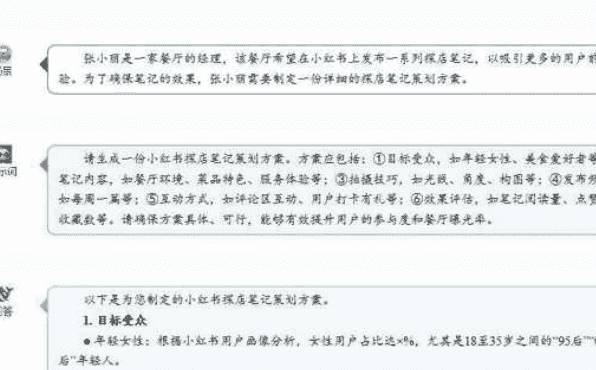 场景
张小丽是一家餐厅的经理，该餐厅希望在小红书上发布一系列探店笔记，以吸引更多的用户前
验。为了确保笔记的效果，张小丽需要制定一份详细的探店笔记策划方案。
示词
请生成一份小红书探店笔记策划方案。方案应包括：①目标受众，如年轻女性、美食爱好者等
笔记内容，如餐厅环境、菜品特色、服务体验等；③拍摄技巧，如光线、角度、构图等；④发布频
如每周一篇等；⑤互动方式，如评论区互动、用户打卡有礼等；⑥效果评估，如笔记阅读量、点赞
收藏数等。请确保方案具体、可行，能够有效提升用户的参与度和餐厅曝光率。
答
以下是为您制定的小红书探店笔记策划方案。
1. 目标受众
● 年轻女性：根据小红书用户画像分析，女性用户占比达×%，尤其是18至35岁之间的“95后”“
后”年轻人。